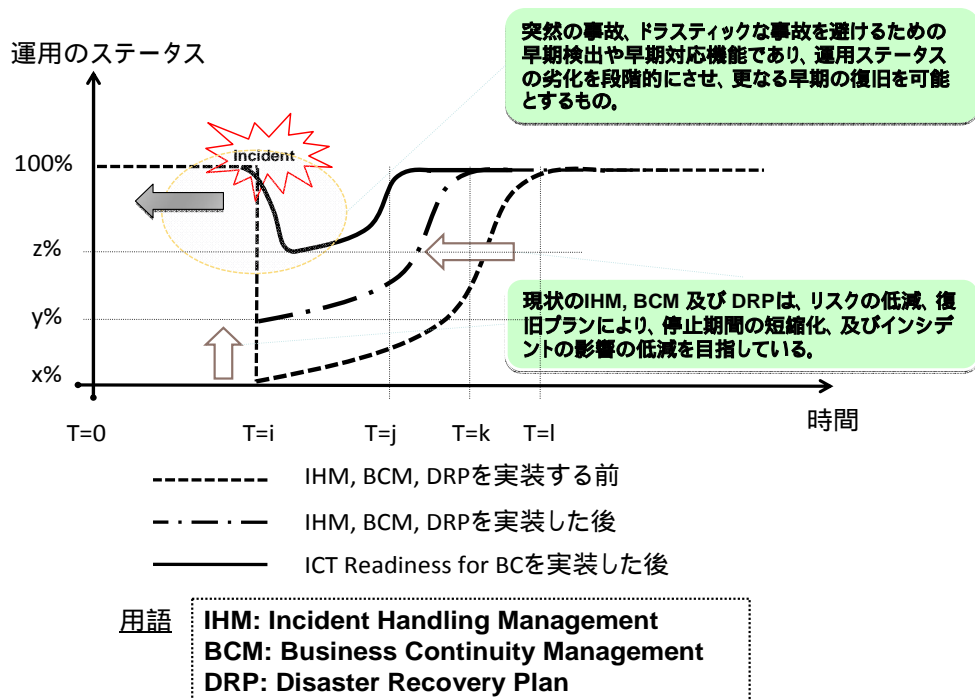 運用のステータス
突然の事故、ドラスティックな事故を避けるための
早期検出や早期対応機能であり、運用ステータス
の劣化を段階的にさせ、更なる早期の復旧を可能
とするもの。
incident
100%
z%
y%
x%
現状のIHM, BCM 及び DRPは、リスクの低減、復
旧プランにより、停止期間の短縮化、及びインシデ
ントの影響の低減を目指している。
時間
T=0
T=i
T=j
T=k
T=l
IHM, BCM, DRPを実装する前
IHM, BCM, DRPを実装した後
ICT Readiness for BCを実装した後
用語
IHM: Incident Handling Management
BCM: Business Continuity Management
DRP: Disaster Recovery Plan